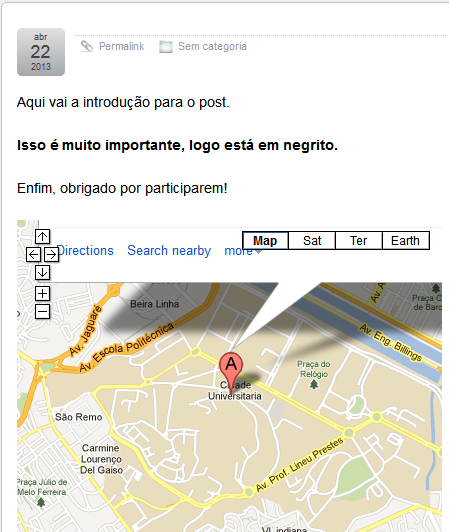 abr
22
2013
Permalink
Sem categoria
Aqui vai a introdução para o post.
Isso é muito importante, logo está em negrito.
Enfim, obrigado por participarem!
Directions
Search nearby
more
Map
Sat
Ter
Earth
Beira Linha
Av. Jaguaré
Av. Escola Politécnica
Praça C
de Barc
Av. Eng. Billings
A
Praça do
Relógio
Cidade
Universitaria
São Remo
Carmine
Lourenço
Del Gaiso
Av. Prof. Lineu Prestes
Praça Júlio de
Melo Ferreira
VI. indiana